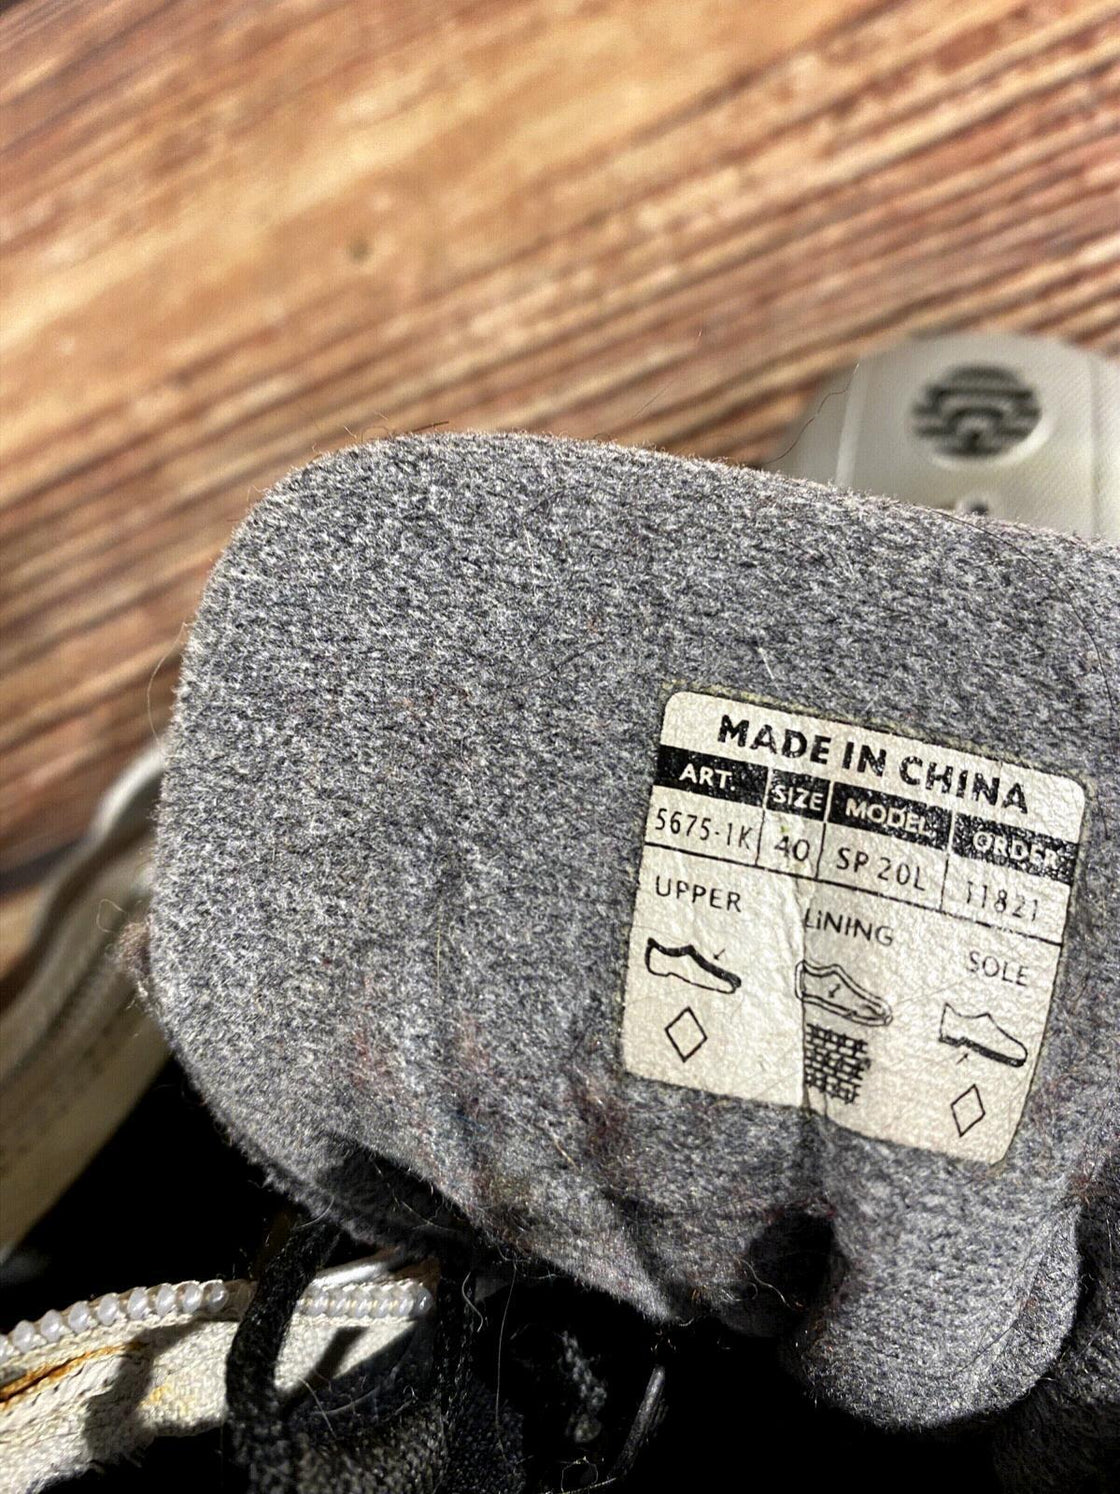 MADE IN CHINA
ART. SIZE MODEL ORDER
5675-1K 40 SP 20L 11821
UPPER LiNING SOLE